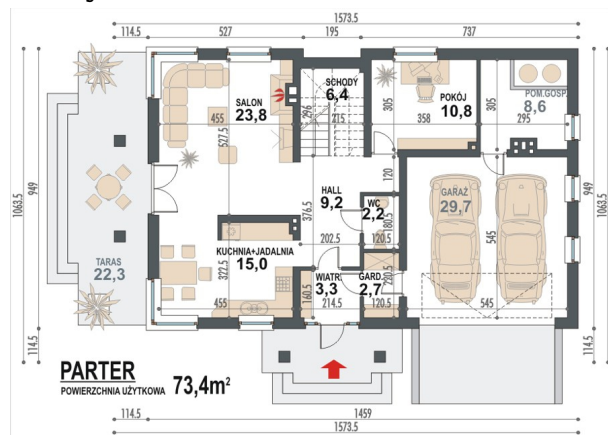 1573.5
114.5 527 195 737
SCHODY
6,4
296
215
SALON
23,8
455
527.5
305
POKÓJ
10,8
358
305
POM.GOSP.
8,6
295
949
1063.5
949
1063.5
120
HALL
9,2
376.5
202.5
WC
2,2
180.5
120.5
GARAŻ
29,7
545
545
TARAS
22,3
KUCHNIA+JADALNIA
15,0
322.5
455
WIATR.
3,3
160.5
214.5
GARD.
2,7
120.5
114.5
114.5
PARTER
POWIERZCHNIA UŻYTKOWA 73,4m²
114.5 1459
1573.5